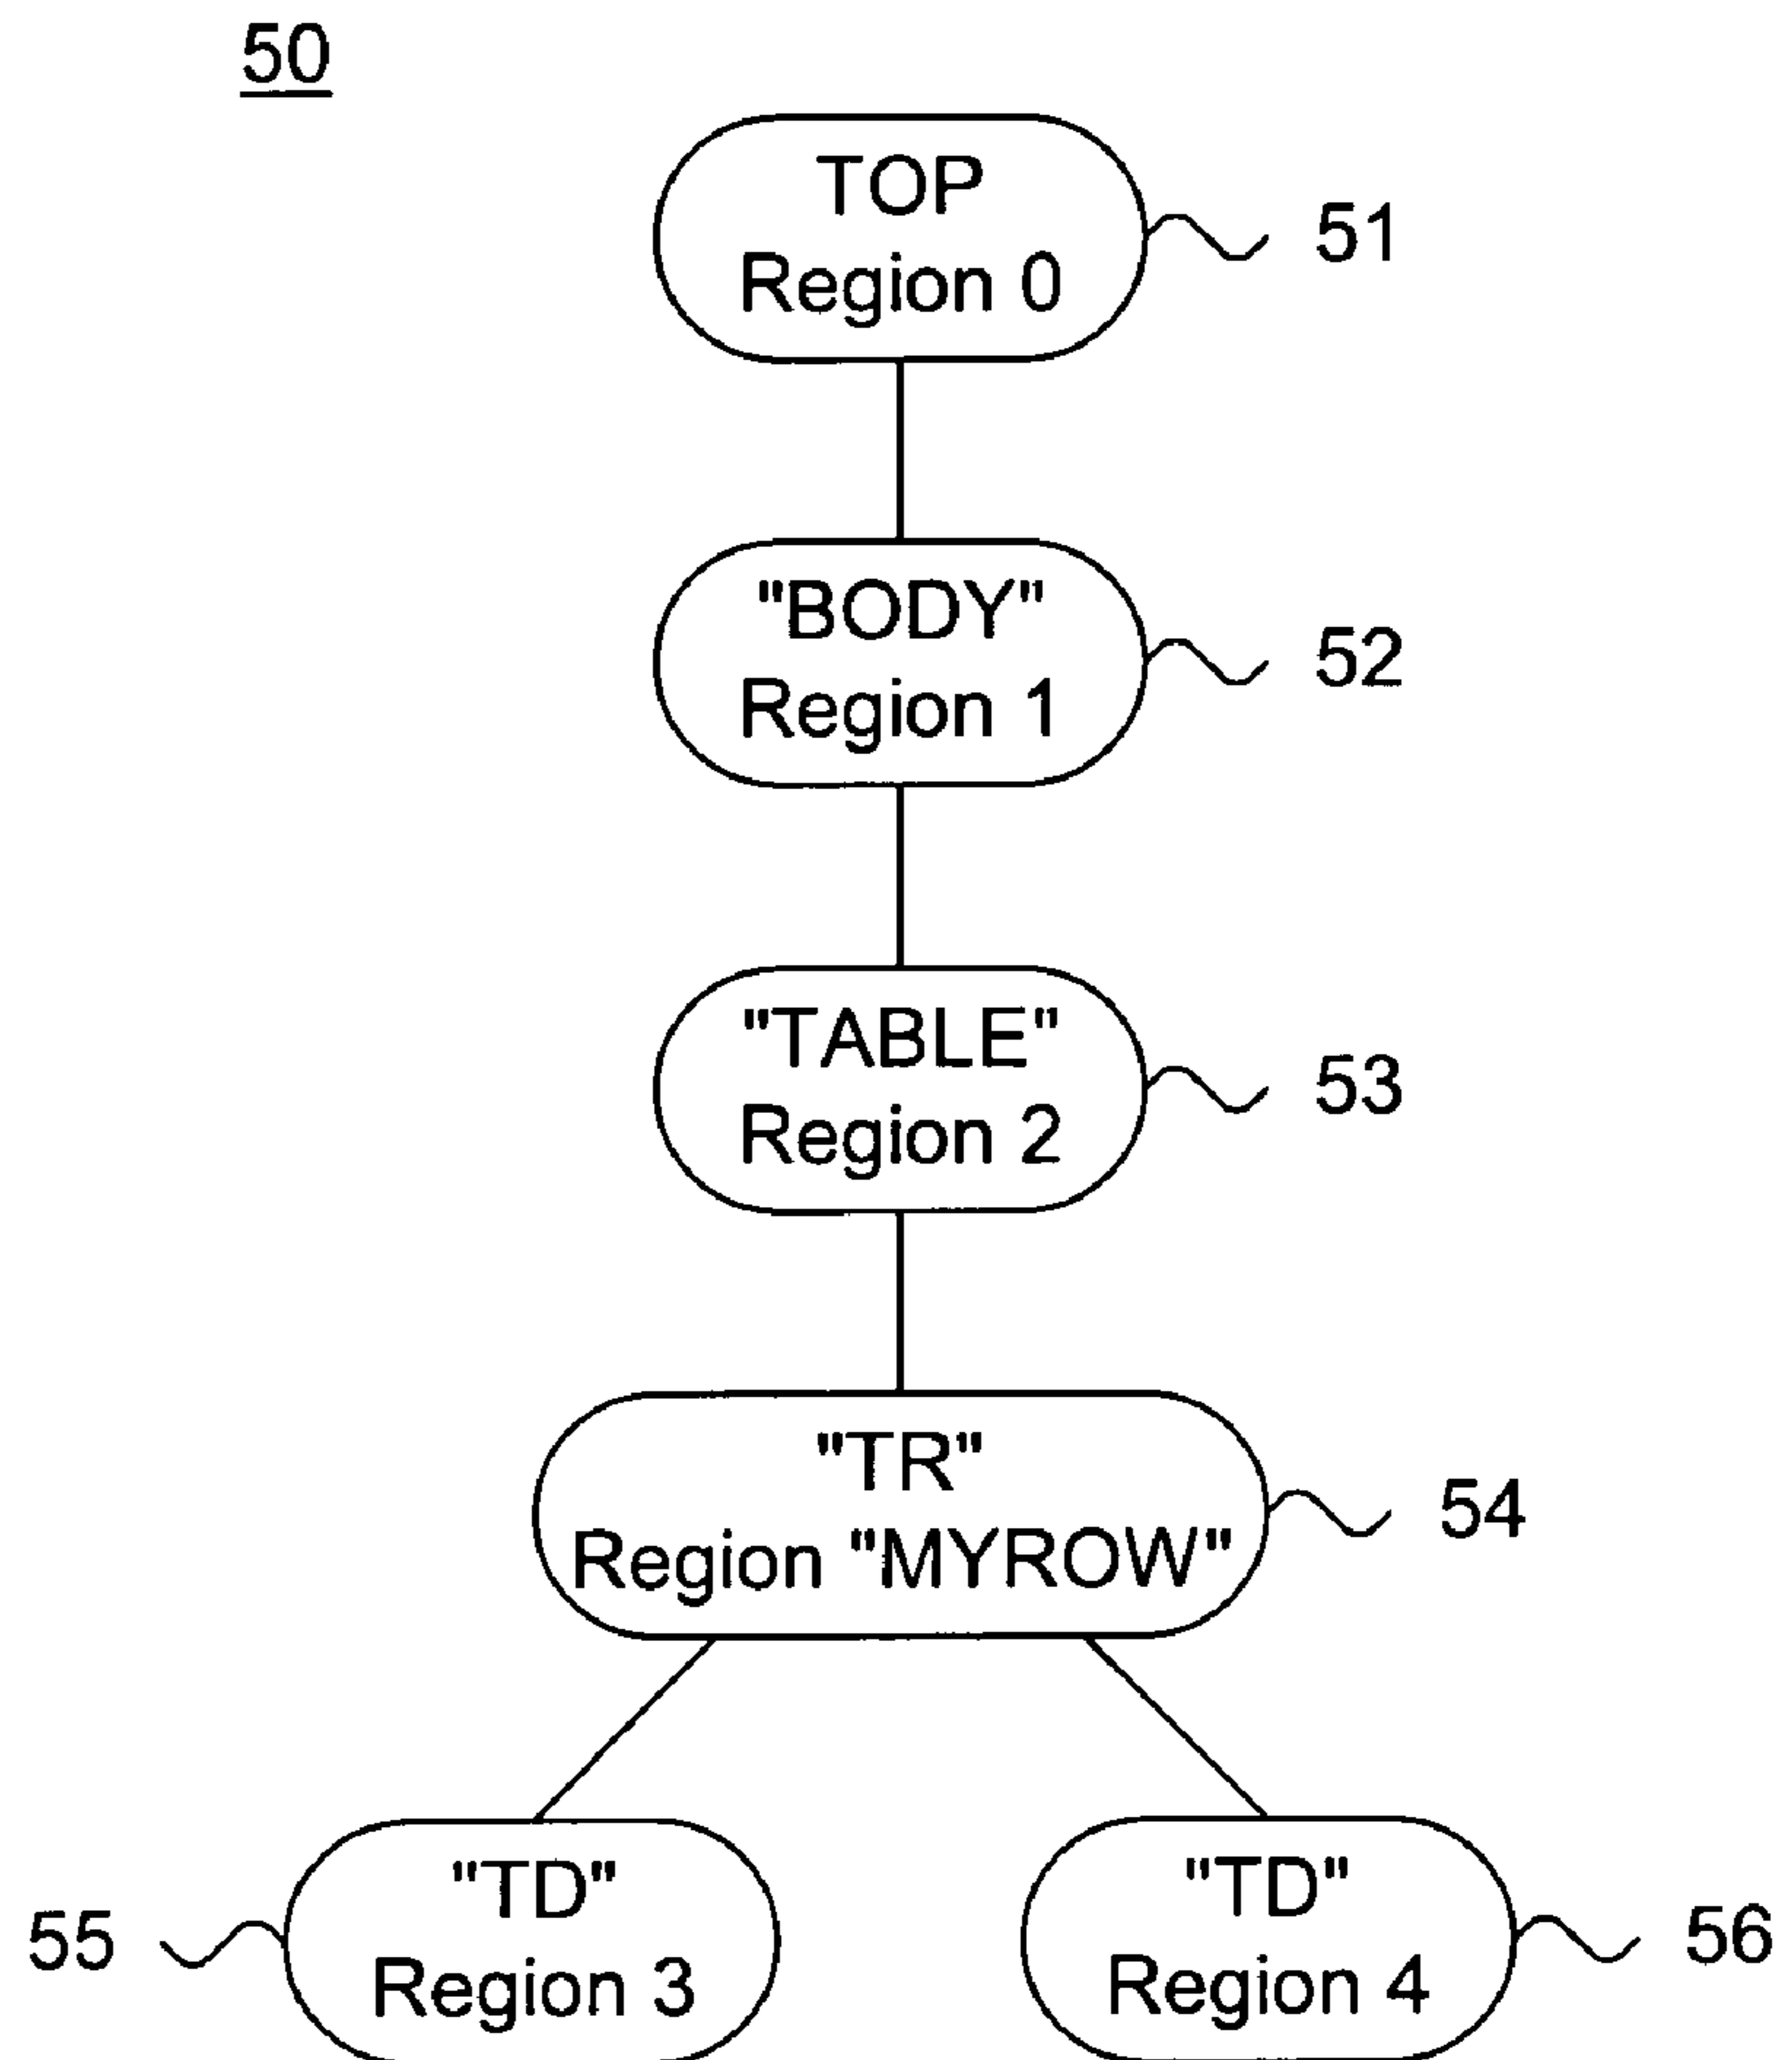 50
TOP
Region 0
51
"BODY"
Region 1
52
"TABLE"
Region 2
53
"TR"
Region "MYROW"
54
"TD"
Region 3
55
"TD"
Region 4
56